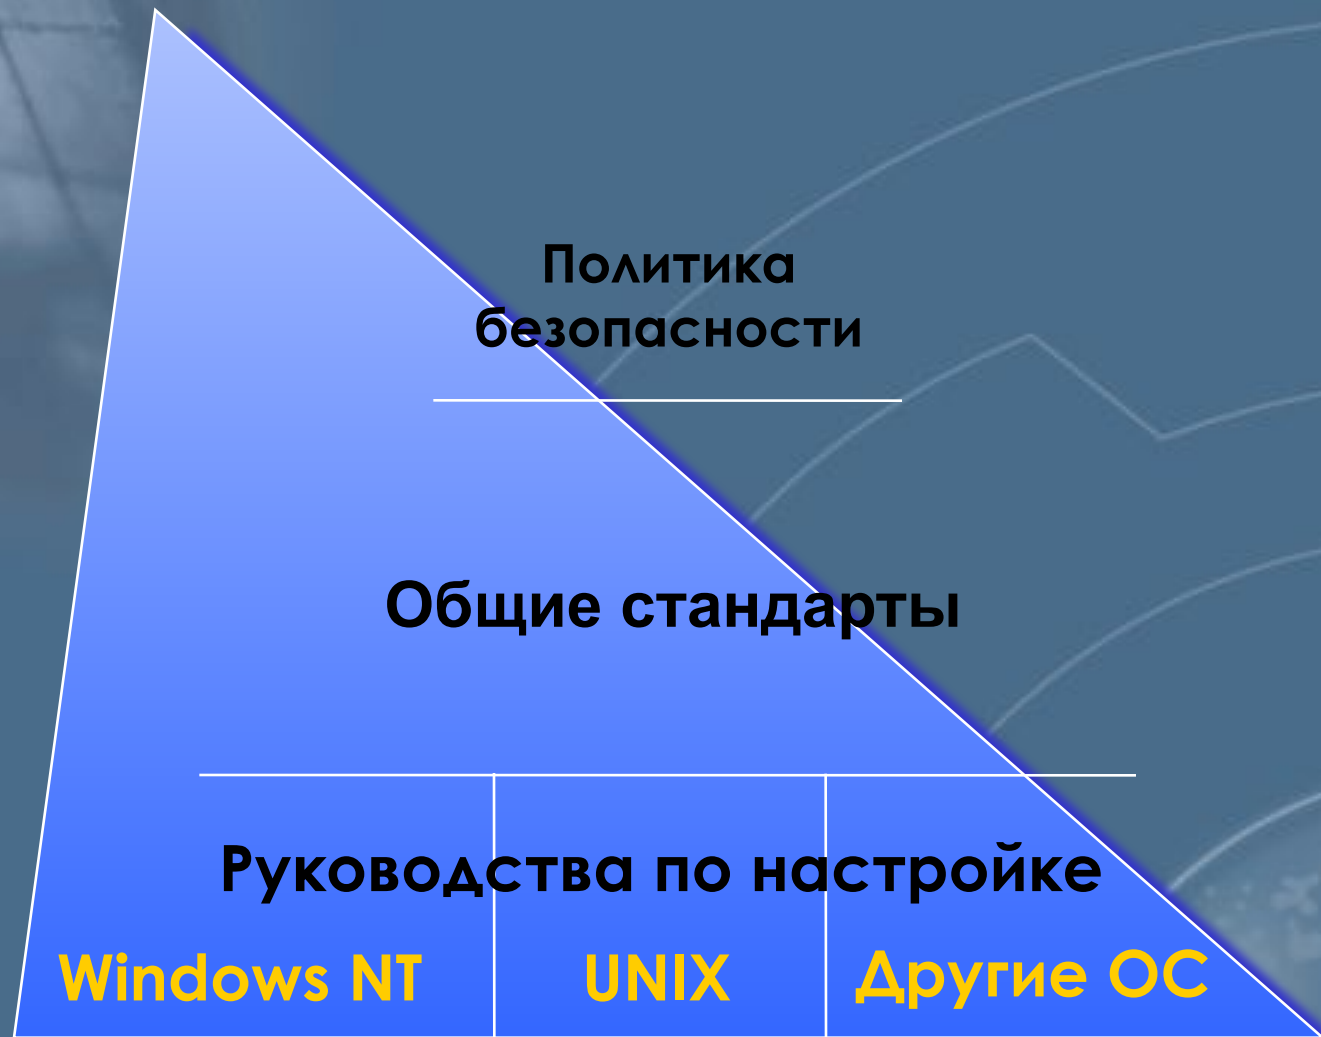 Политика
безопасности
Общие стандарты
Руководства по настройке
Windows NT
UNIX
Другие ОС